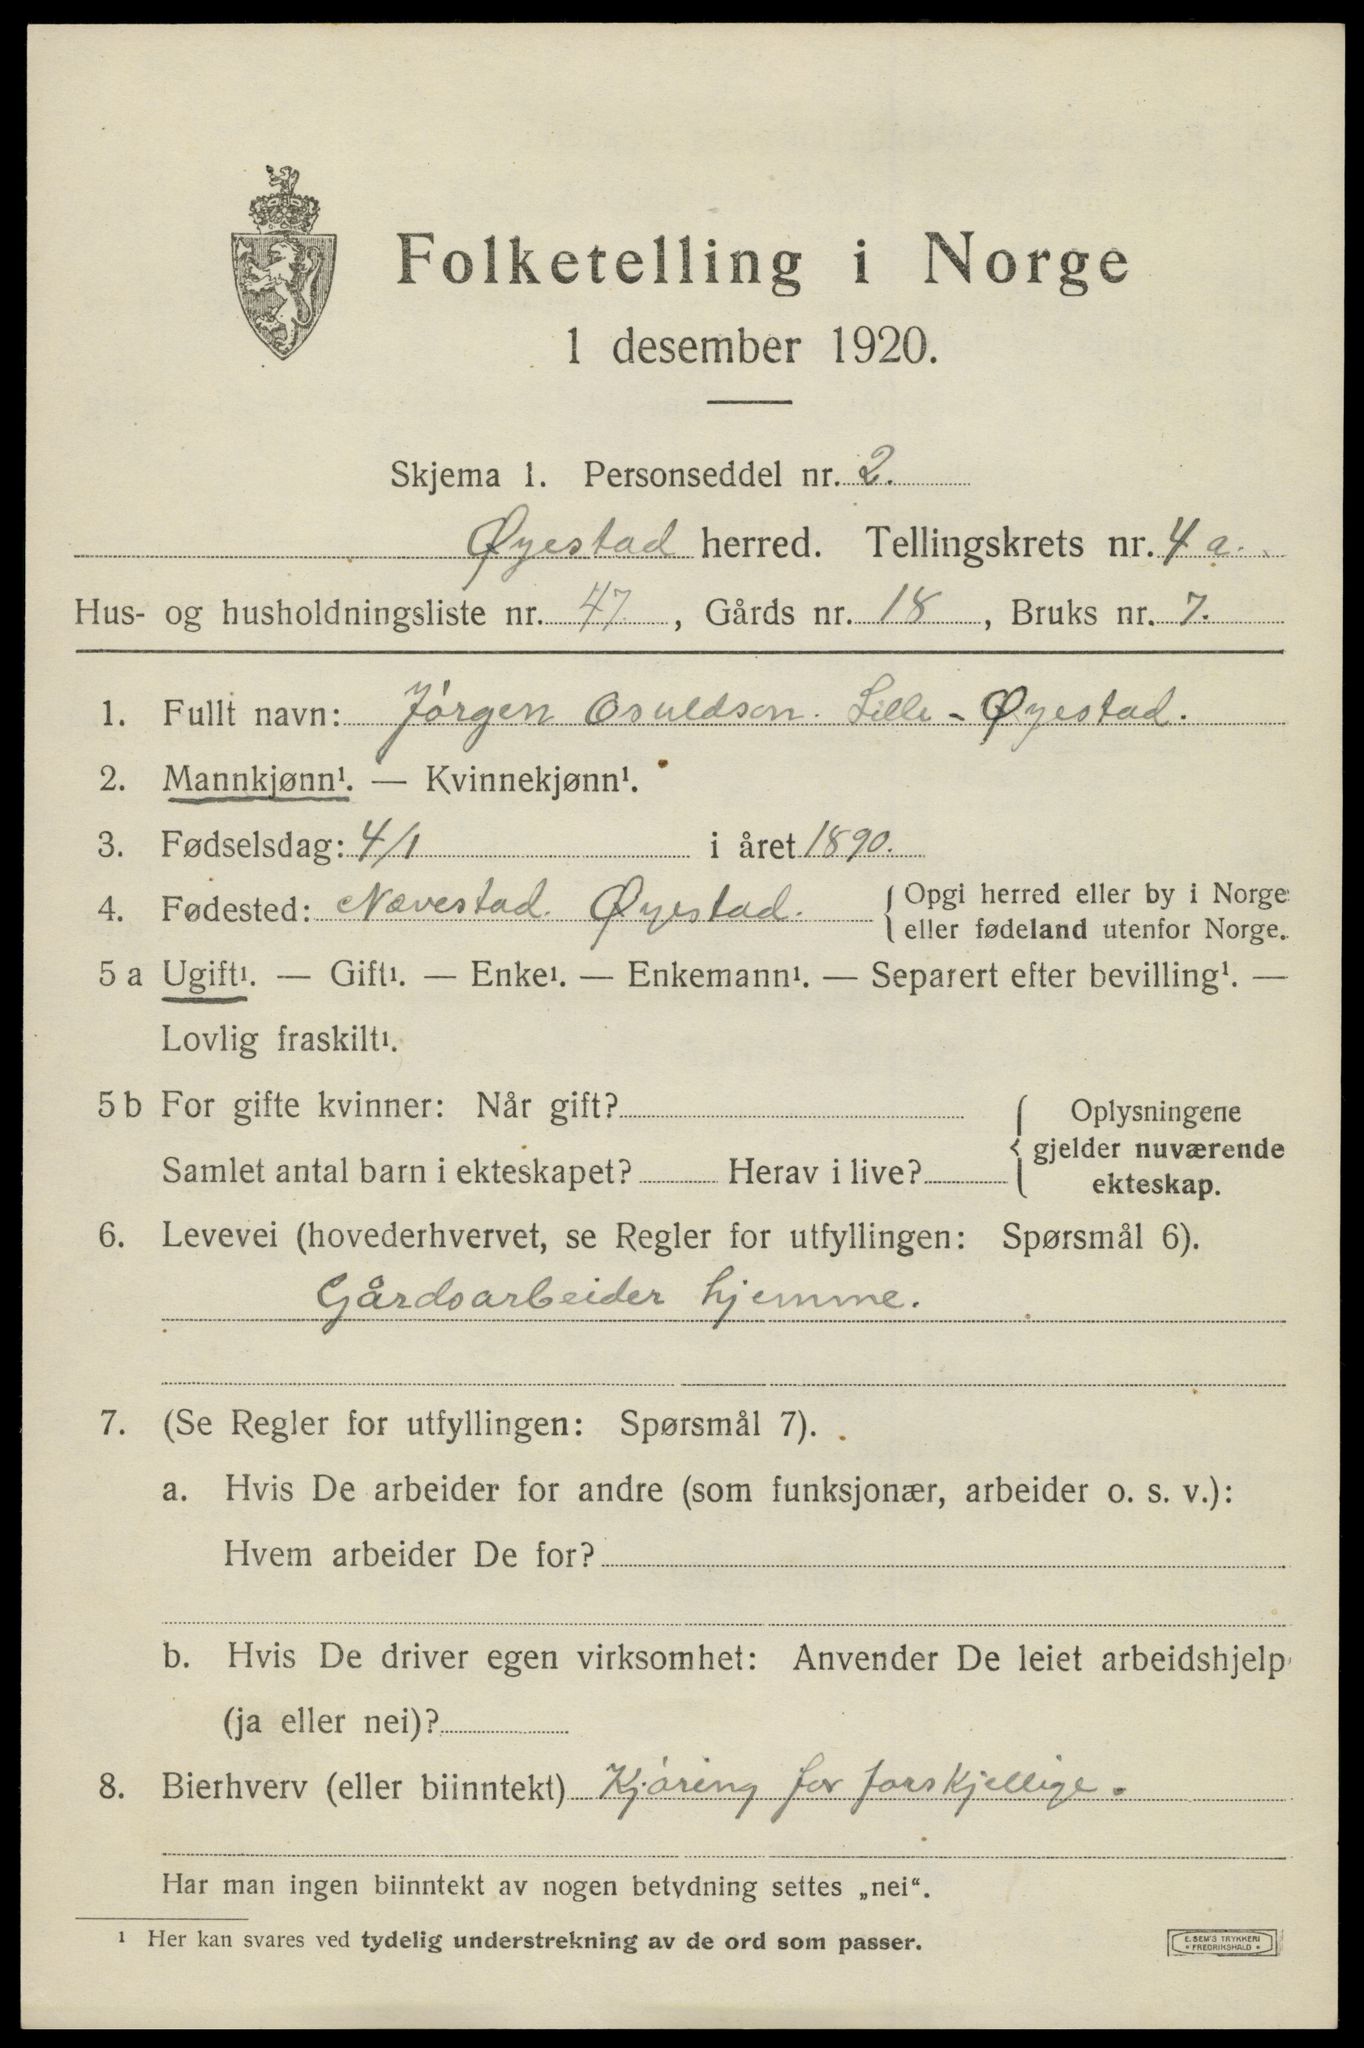 Folketelling i Norge
1 desember 1920.
Skjema 1. Personseddel nr. 2.
Øyestad herred. Tellingskrets nr. 4 a.
Hus- og husholdningsliste nr. 47, Gårds nr. 18, Bruks nr. 7.
1. Fullt navn: Jörgen Osuldson. Lille - Øyestad.
2. Mannkjønn¹. — Kvinnekjønn¹.
3. Fødselsdag: 4/1 i året 1890.
4. Fødested: Nævestad. Øyestad. { Opgi herred eller by i Norge
eller fødeland utenfor Norge.
5 a Ugift¹. — Gift¹. — Enke¹. — Enkemann¹. — Separert efter bevilling¹. —
Lovlig fraskilt¹.
5 b For gifte kvinner: Når gift? { Oplysningene
gjelder nuværende
Samlet antal barn i ekteskapet? Herav i live? ekteskap.
6. Levevei (hovederhvervet, se Regler for utfyllingen: Spørsmål 6).
Gårdsarbeider hjemme.
7. (Se Regler for utfyllingen: Spørsmål 7).
a. Hvis De arbeider for andre (som funksjonær, arbeider o. s. v.):
Hvem arbeider De for?
b. Hvis De driver egen virksomhet: Anvender De leiet arbeidshjelp
(ja eller nei)?
8. Bierhverv (eller biinntekt) Kjöring for forskjellige.
Har man ingen biinntekt av nogen betydning settes „nei“.
¹ Her kan svares ved tydelig understrekning av de ord som passer.
E. SEM'S TRYKKERI
FREDRIKSHALD